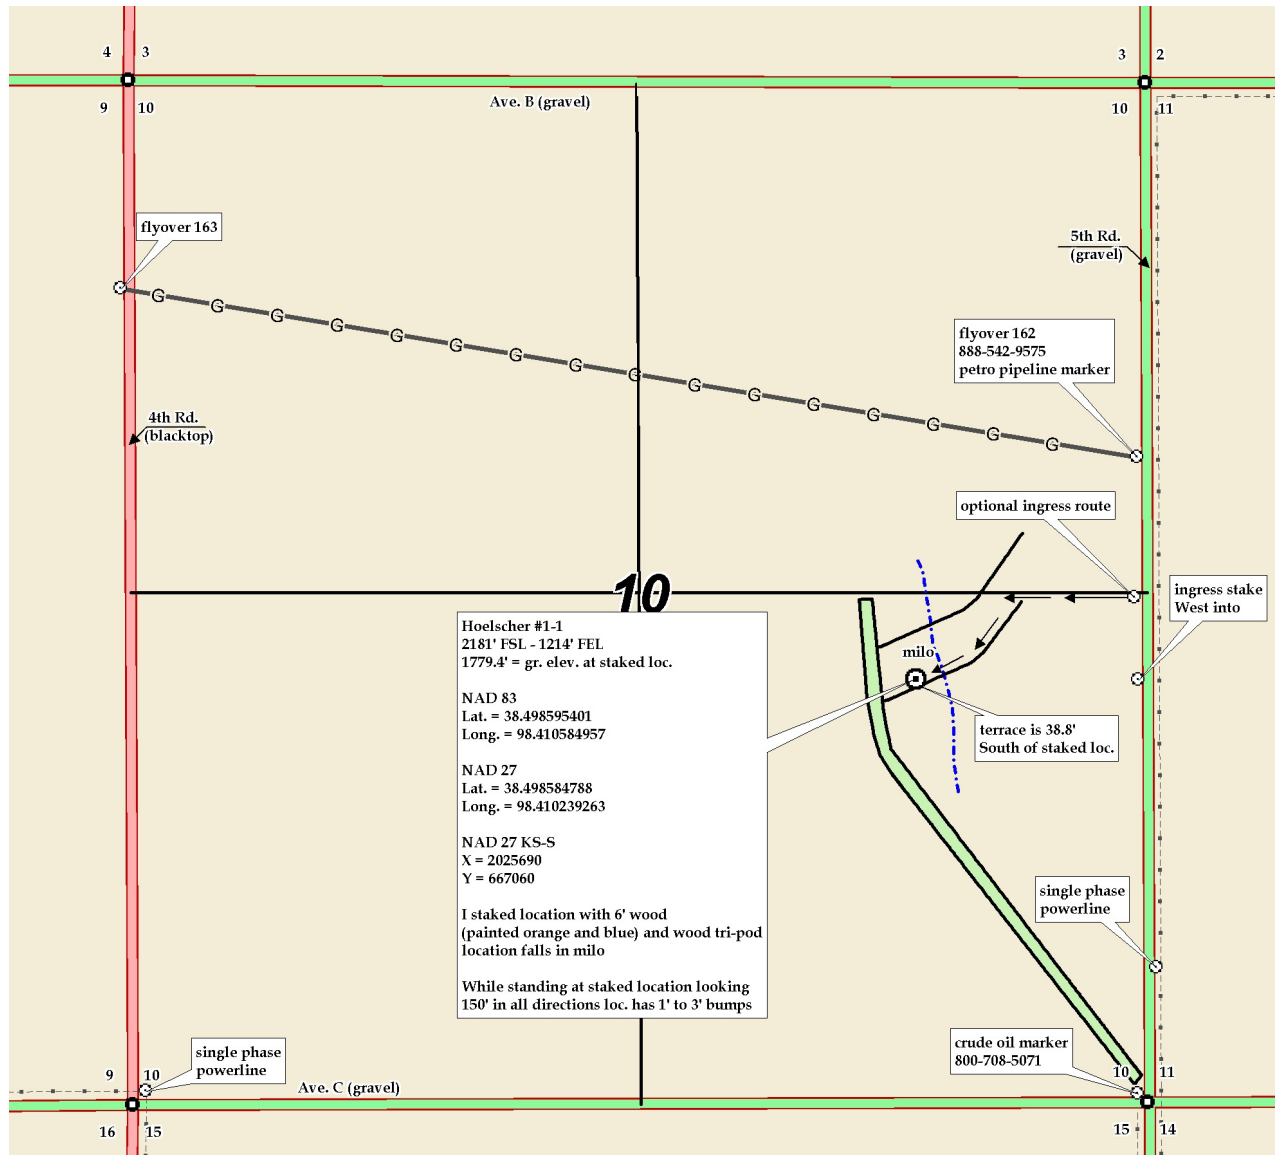 4 3
3 2
9 10
Ave. B (gravel)
10 11
flyover 163
5th Rd.
(gravel)
G G G G G G G G G G G G G G G G
flyover 162
888-542-9575
petro pipeline marker
4th Rd.
(blacktop)
optional ingress route
10
ingress stake
West into
Hoelscher #1-1
2181' FSL - 1214' FEL
1779.4' = gr. elev. at staked loc.
NAD 83
Lat. = 38.498595401
Long. = 98.410584957
NAD 27
Lat. = 38.498584788
Long. = 98.410239263
NAD 27 KS-S
X = 2025690
Y = 667060
I staked location with 6' wood
(painted orange and blue) and wood tri-pod
location falls in milo
While standing at staked location looking
150' in all directions loc. has 1' to 3' bumps
milo
terrace is 38.8'
South of staked loc.
single phase
powerline
crude oil marker
800-708-5071
single phase
powerline
9 10
Ave. C (gravel)
10 11
16 15
15 14